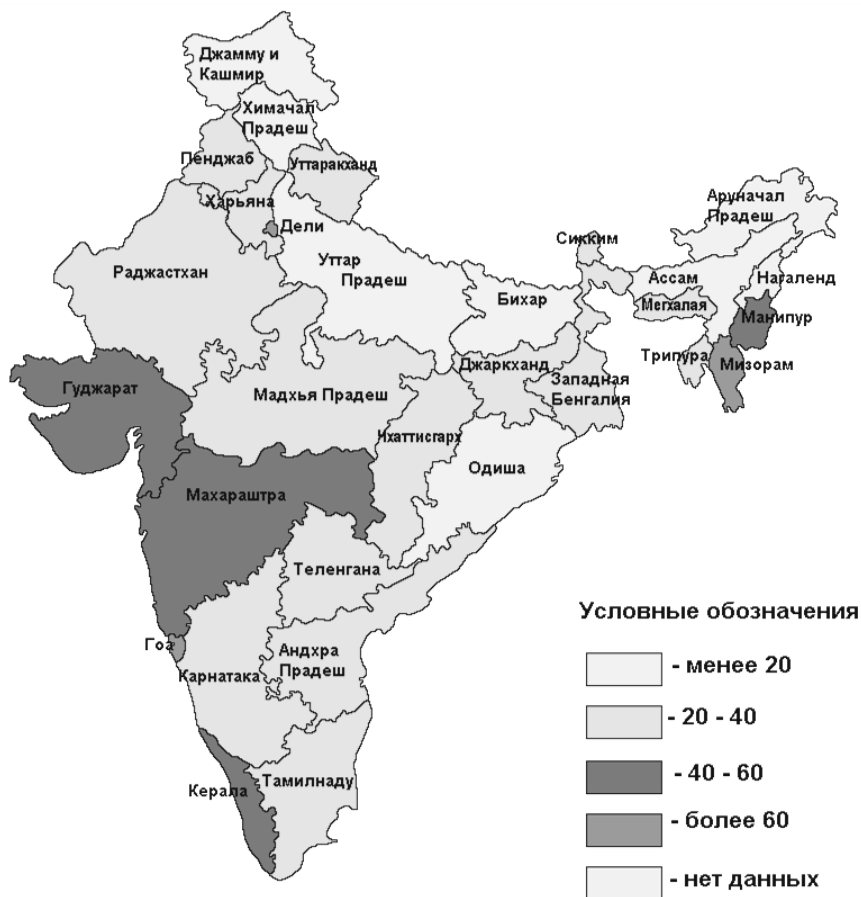 Джамму и
Кашмир
Химачал
Прадеш
Пенджаб
Уттаракханд
Харьяна
Дели
Аруначал
Прадеш
Сикким
Раджастхан
Уттар
Прадеш
Ассам
Нагаленд
Бихар
Мегхалая
Манипур
Трипура
Мизорам
Гуджарат
Мадхья Прадеш
Джаркханд
Западная
Бенгалия
Чхаттисгарх
Одиша
Махараштра
Теленгана
Гоа
Андхра
Прадеш
Карнатака
Керала
Тамилнаду
Условные обозначения
- менее 20
- 20 - 40
- 40 - 60
- более 60
- нет данных